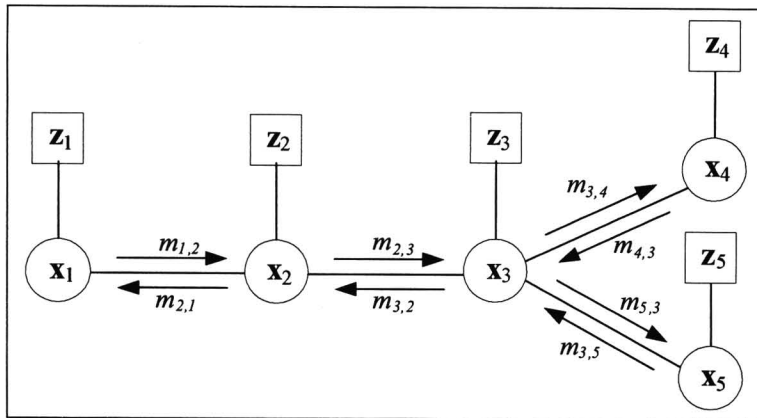 z4
z1 z2 z3
x4
m3,4
m1,2 m2,3 m4,3
z5
x1 x2 x3
m2,1 m3,2 m5,3
m3,5
x5